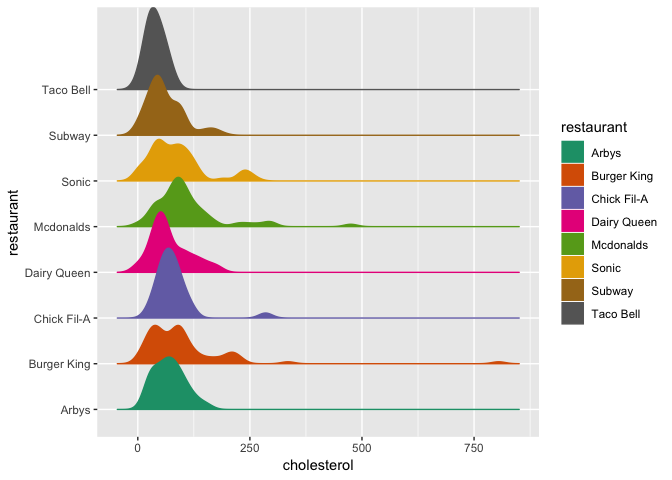 Taco Bell
Subway
Sonic
Mcdonalds
Dairy Queen
Chick Fil-A
Burger King
Arbys
restaurant
0
250
500
750
cholesterol
restaurant
Arbys
Burger King
Chick Fil-A
Dairy Queen
Mcdonalds
Sonic
Subway
Taco Bell